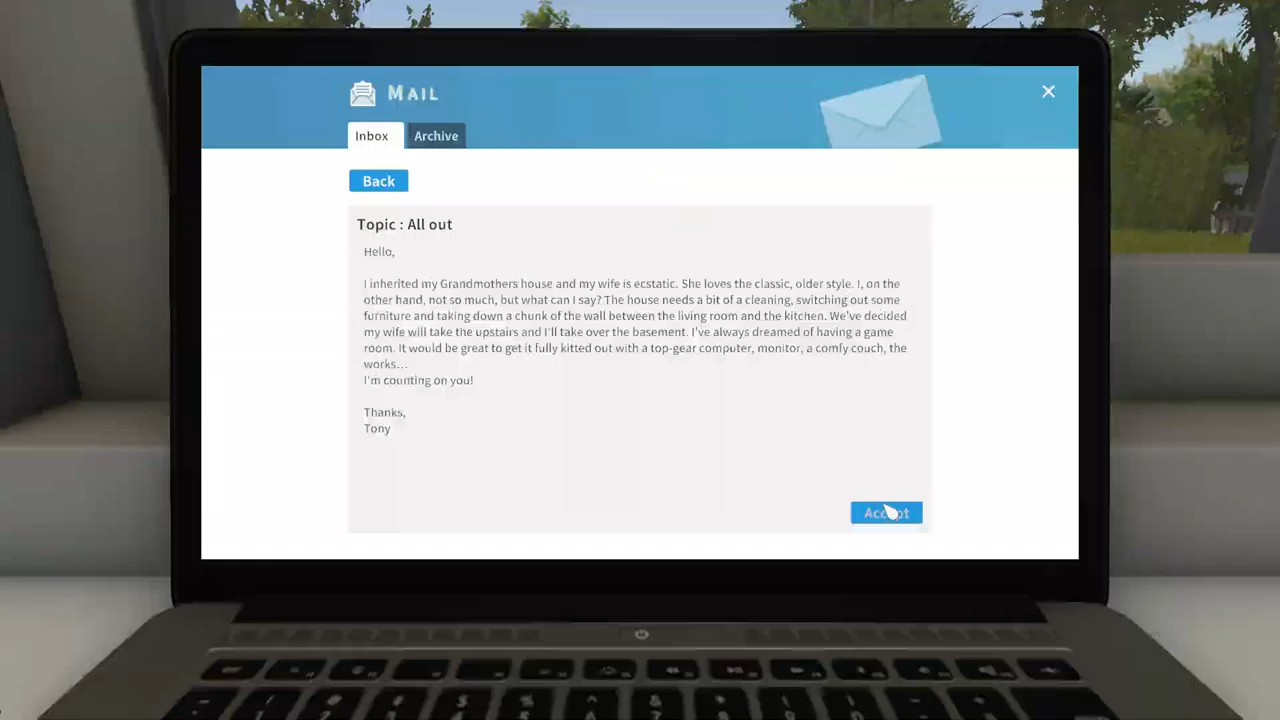 MAIL
Inbox
Archive
Back
Topic : All out
Hello,
I inherited my Grandmothers house and my wife is ecstatic. She loves the classic, older style. I, on the
other hand, not so much, but what can I say? The house needs a bit of a cleaning, switching out some
furniture and taking down a chunk of the wall between the living room and the kitchen. We've decided
my wife will take the upstairs and I'll take over the basement. I've always dreamed of having a game
room. It would be great to get it fully kitted out with a top-gear computer, monitor, a comfy couch, the
works...
I'm counting on you!
Thanks,
Tony
Accept